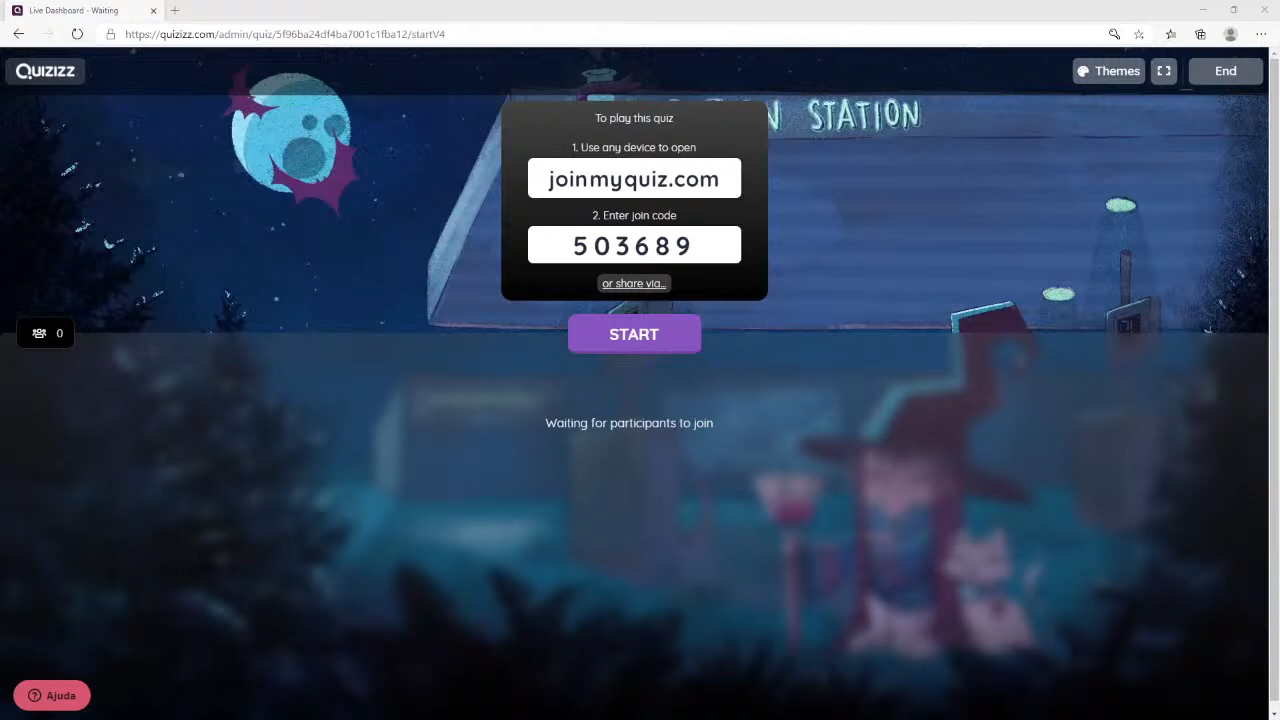 Live Dashboard - Waiting
https://quizizz.com/admin/quiz/5f96ba24df4ba7001c1fba12/startV4
Quizizz
Themes
End
STATION
To play this quiz
1. Use any device to open
joinmyquiz.com
2. Enter join code
503689
or share via...
0
START
Waiting for participants to join
Ajuda